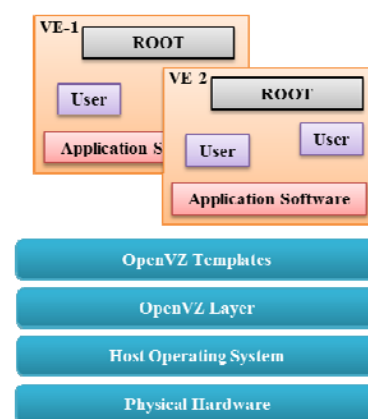 VE-1
ROOT
User
Application S
VE 2
ROOT
User
User
Application Software
OpenVZ Templates
OpenVZ Layer
Host Operating System
Physical Hardware